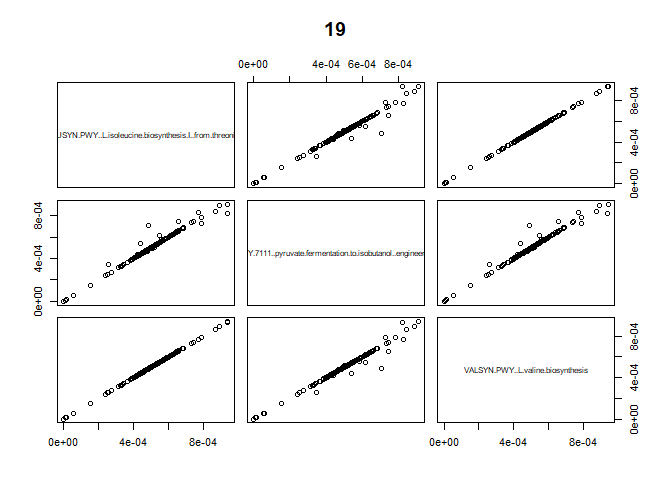 19
0e+00 4e-04 6e-04 8e-04
JSYN.PWY..L.isoleucine.biosynthesis.I..from.threoni
0e+00 4e-04 8e-04
0e+00 4e-04 8e-04
Y.7111..pyruvate.fermentation.to.isobutanol..engineer
VALSYN.PWY..L.valine.biosynthesis
0e+00 4e-04 8e-04
0e+00 4e-04 8e-04
0e+00 4e-04 8e-04